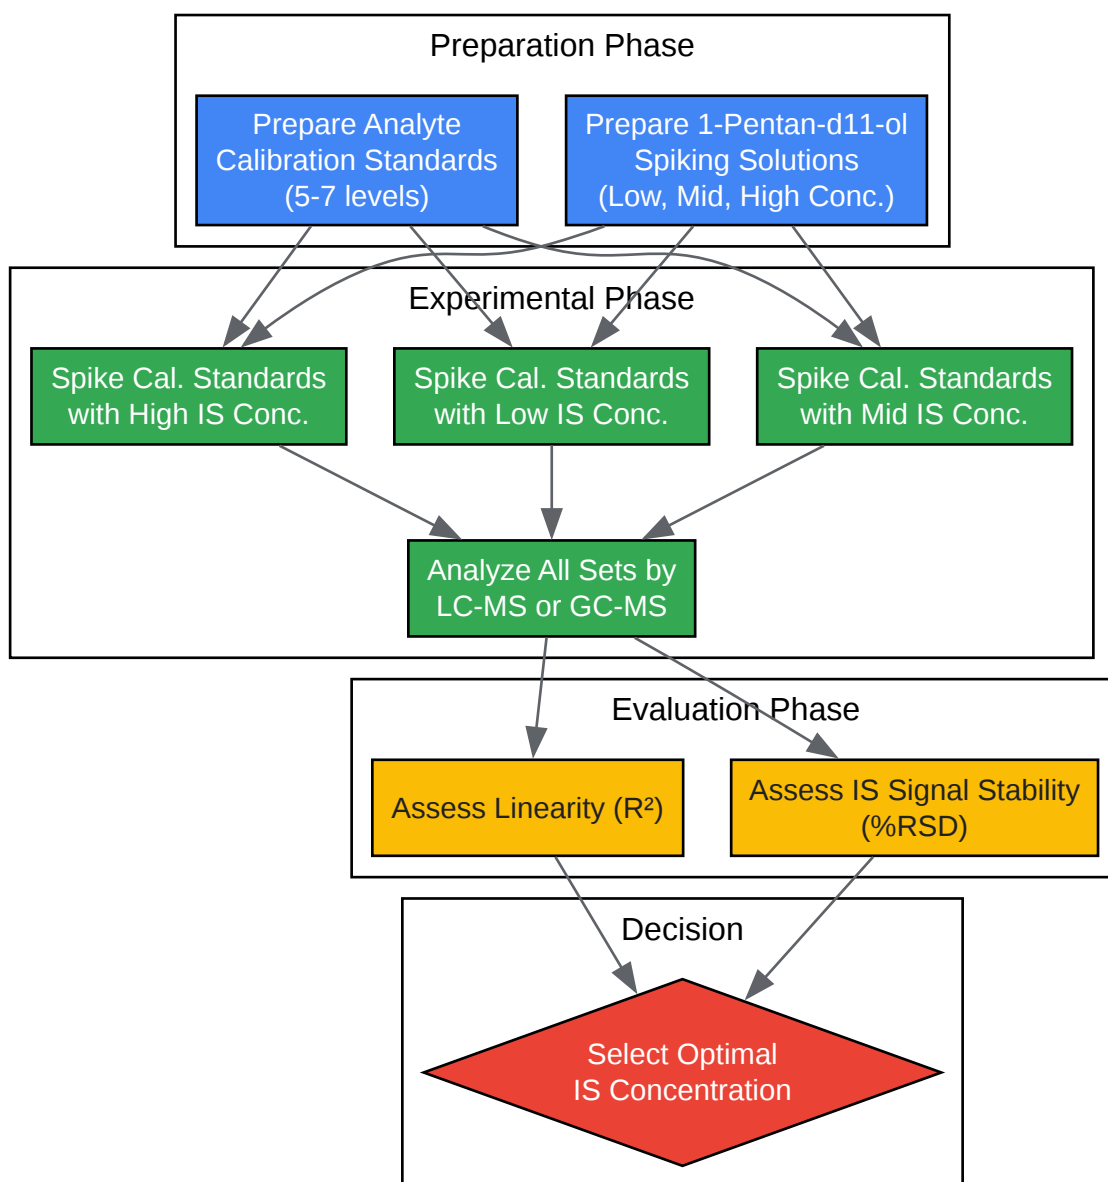 Preparation Phase
Prepare Analyte
Calibration Standards
(5-7 levels)
Prepare 1-Pentan-d11-ol
Spiking Solutions
(Low, Mid, High Conc.)
Experimental Phase
Spike Cal. Standards
with High IS Conc.
Spike Cal. Standards
with Low IS Conc.
Spike Cal. Standards
with Mid IS Conc.
Analyze All Sets by
LC-MS or GC-MS
Evaluation Phase
Assess Linearity (R²)
Assess IS Signal Stability
(%RSD)
Decision
Select Optimal
IS Concentration